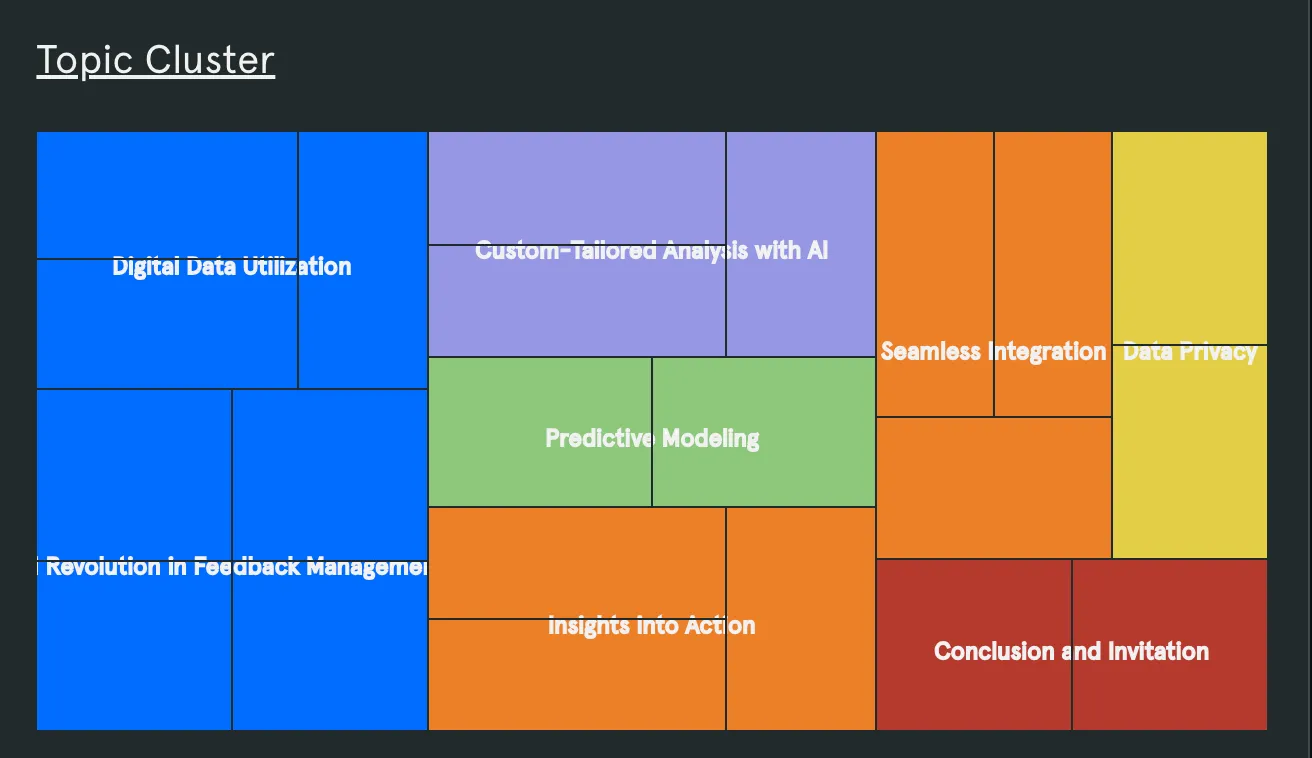 Topic Cluster
Digital Data Utilization
Custom-Tailored Analysis with AI
Seamless Integration
Data Privacy
Predictive Modeling
Revolution in Feedback
Insights into Action
Conclusion and Invitation